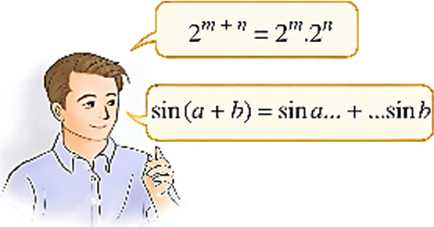 2^{m + n} = 2^m.2^n
sin (a + b) = sin a... + ...sin b